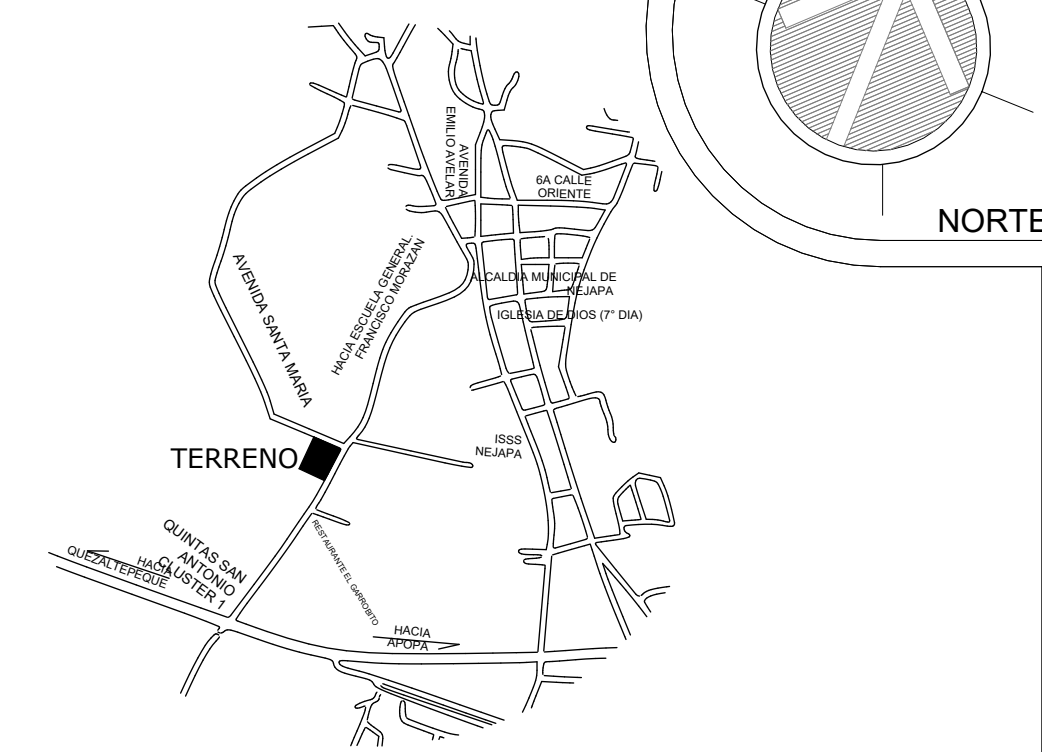 AVENIDA
EMILIO AVELAR
6A CALLE
ORIENTE
NORTE
AVENIDA SANTA MARIA
HACIA ESCUELA GENERAL.
FRANCISCO MORAZAN
ALCALDIA MUNICIPAL DE
NEJAPA
IGLESIA DE DIOS (7° DIA)
ISSS
NEJAPA
TERRENO
QUINTAS SAN
ANTONIO
CLUSTER 1
HACIA
QUEZALTEPEQUE
RESTAURANTE EL GARROBITO
HACIA
APOPA